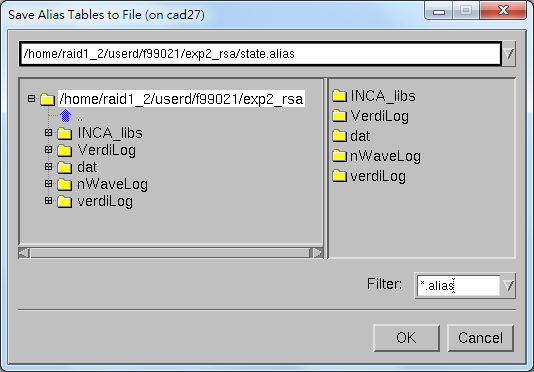 Save Alias Tables to File (on cad27)
/home/raid1_2/userd/f99021/exp2_rsa/state.alias
/home/raid1_2/userd/f99021/exp2_rsa
..
INCA_libs
VerdiLog
dat
nWaveLog
verdiLog
INCA_libs
VerdiLog
dat
nWaveLog
verdiLog
Filter: *.alias
OK Cancel